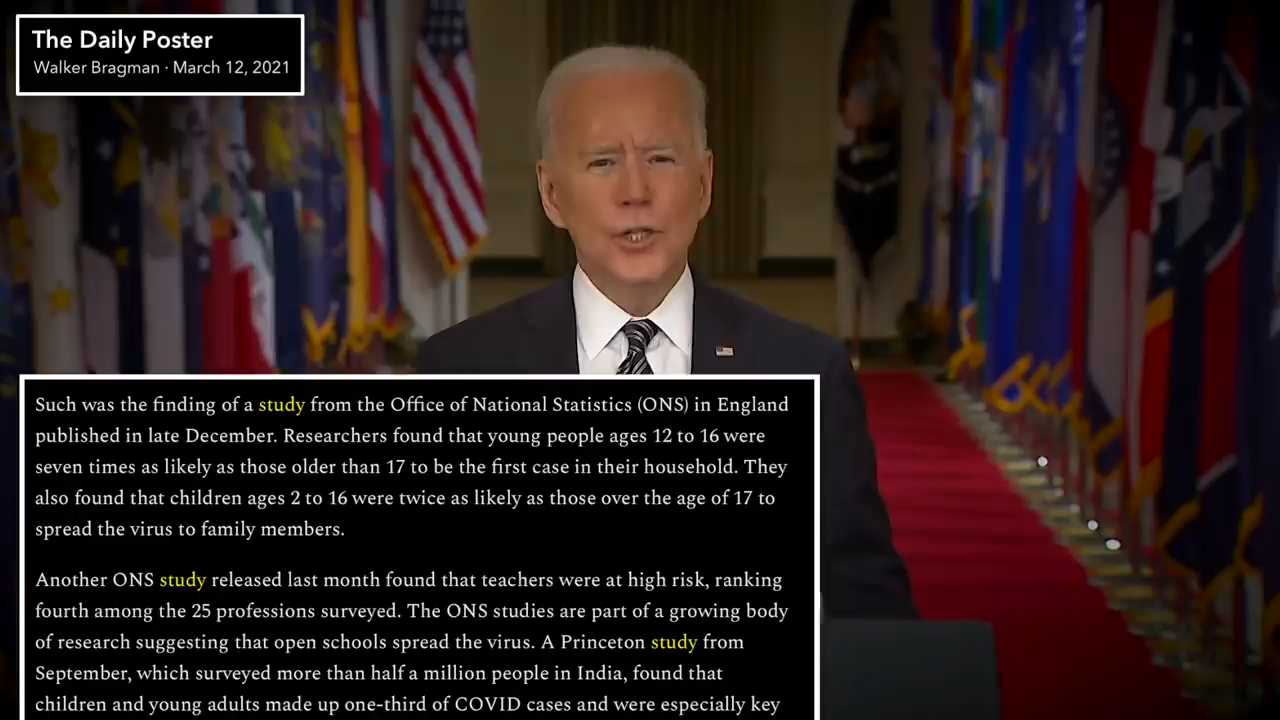 The Daily Poster
Walker Bragman · March 12, 2021
Such was the finding of a study from the Office of National Statistics (ONS) in England
published in late December. Researchers found that young people ages 12 to 16 were
seven times as likely as those older than 17 to be the first case in their household. They
also found that children ages 2 to 16 were twice as likely as those over the age of 17 to
spread the virus to family members.
Another ONS study released last month found that teachers were at high risk, ranking
fourth among the 25 professions surveyed. The ONS studies are part of a growing body
of research suggesting that open schools spread the virus. A Princeton study from
September, which surveyed more than half a million people in India, found that
children and young adults made up one-third of COVID cases and were especially key